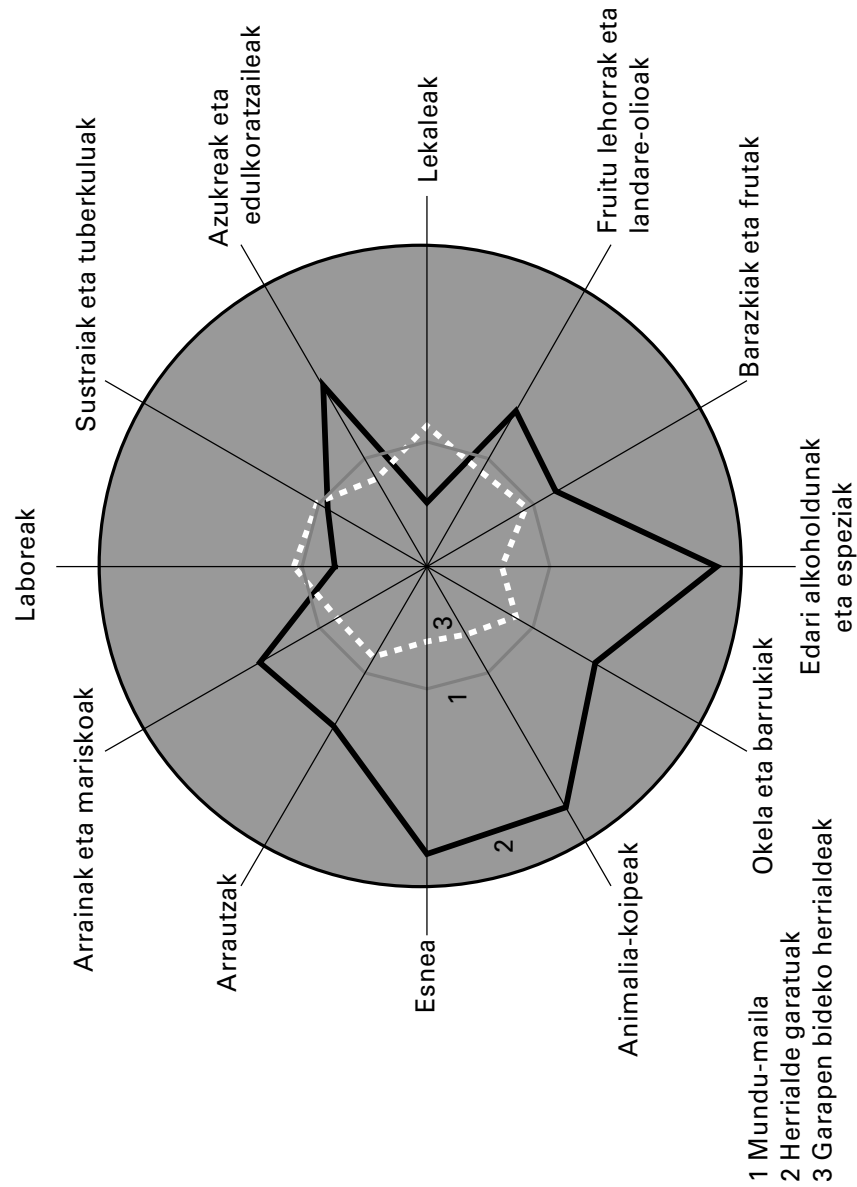 Laboreak
Sustraiak eta tuberkuluak
Azukreak eta
edulkoratzaileak
Lekaleak
Fruitu lehorrak eta
landare-olioak
Barazkiak eta frutak
Edari alkoholdunak
eta espeziak
Okela eta barrukiak
Animalia-koipeak
Esnea
Arrautzak
Arrainak eta mariskoak
3
1
2
1 Mundu-maila
2 Herrialde garatuak
3 Garapen bideko herrialdeak